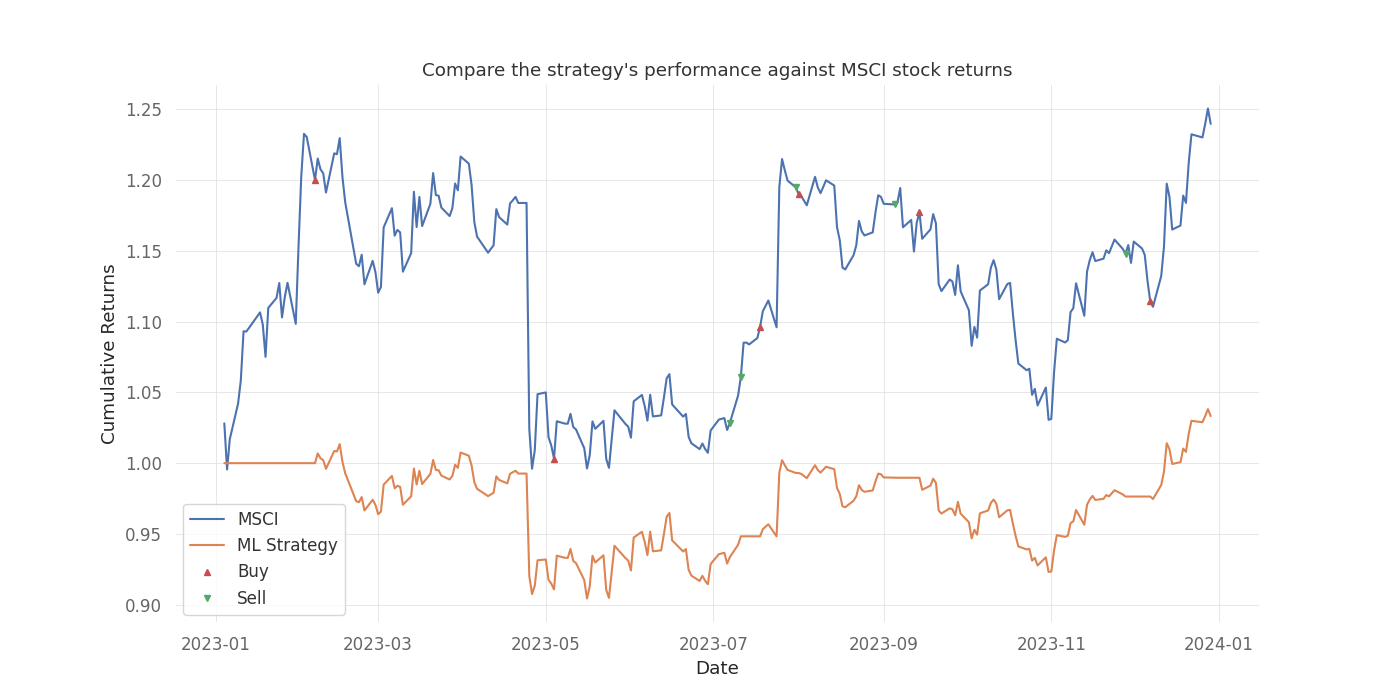 Compare the strategy's performance against MSCI stock returns
Cumulative Returns
1.25
1.20
1.15
1.10
1.05
1.00
0.95
0.90
MSCI
ML Strategy
Buy
Sell
2023-01 2023-03 2023-05 2023-07 2023-09 2023-11 2024-01
Date